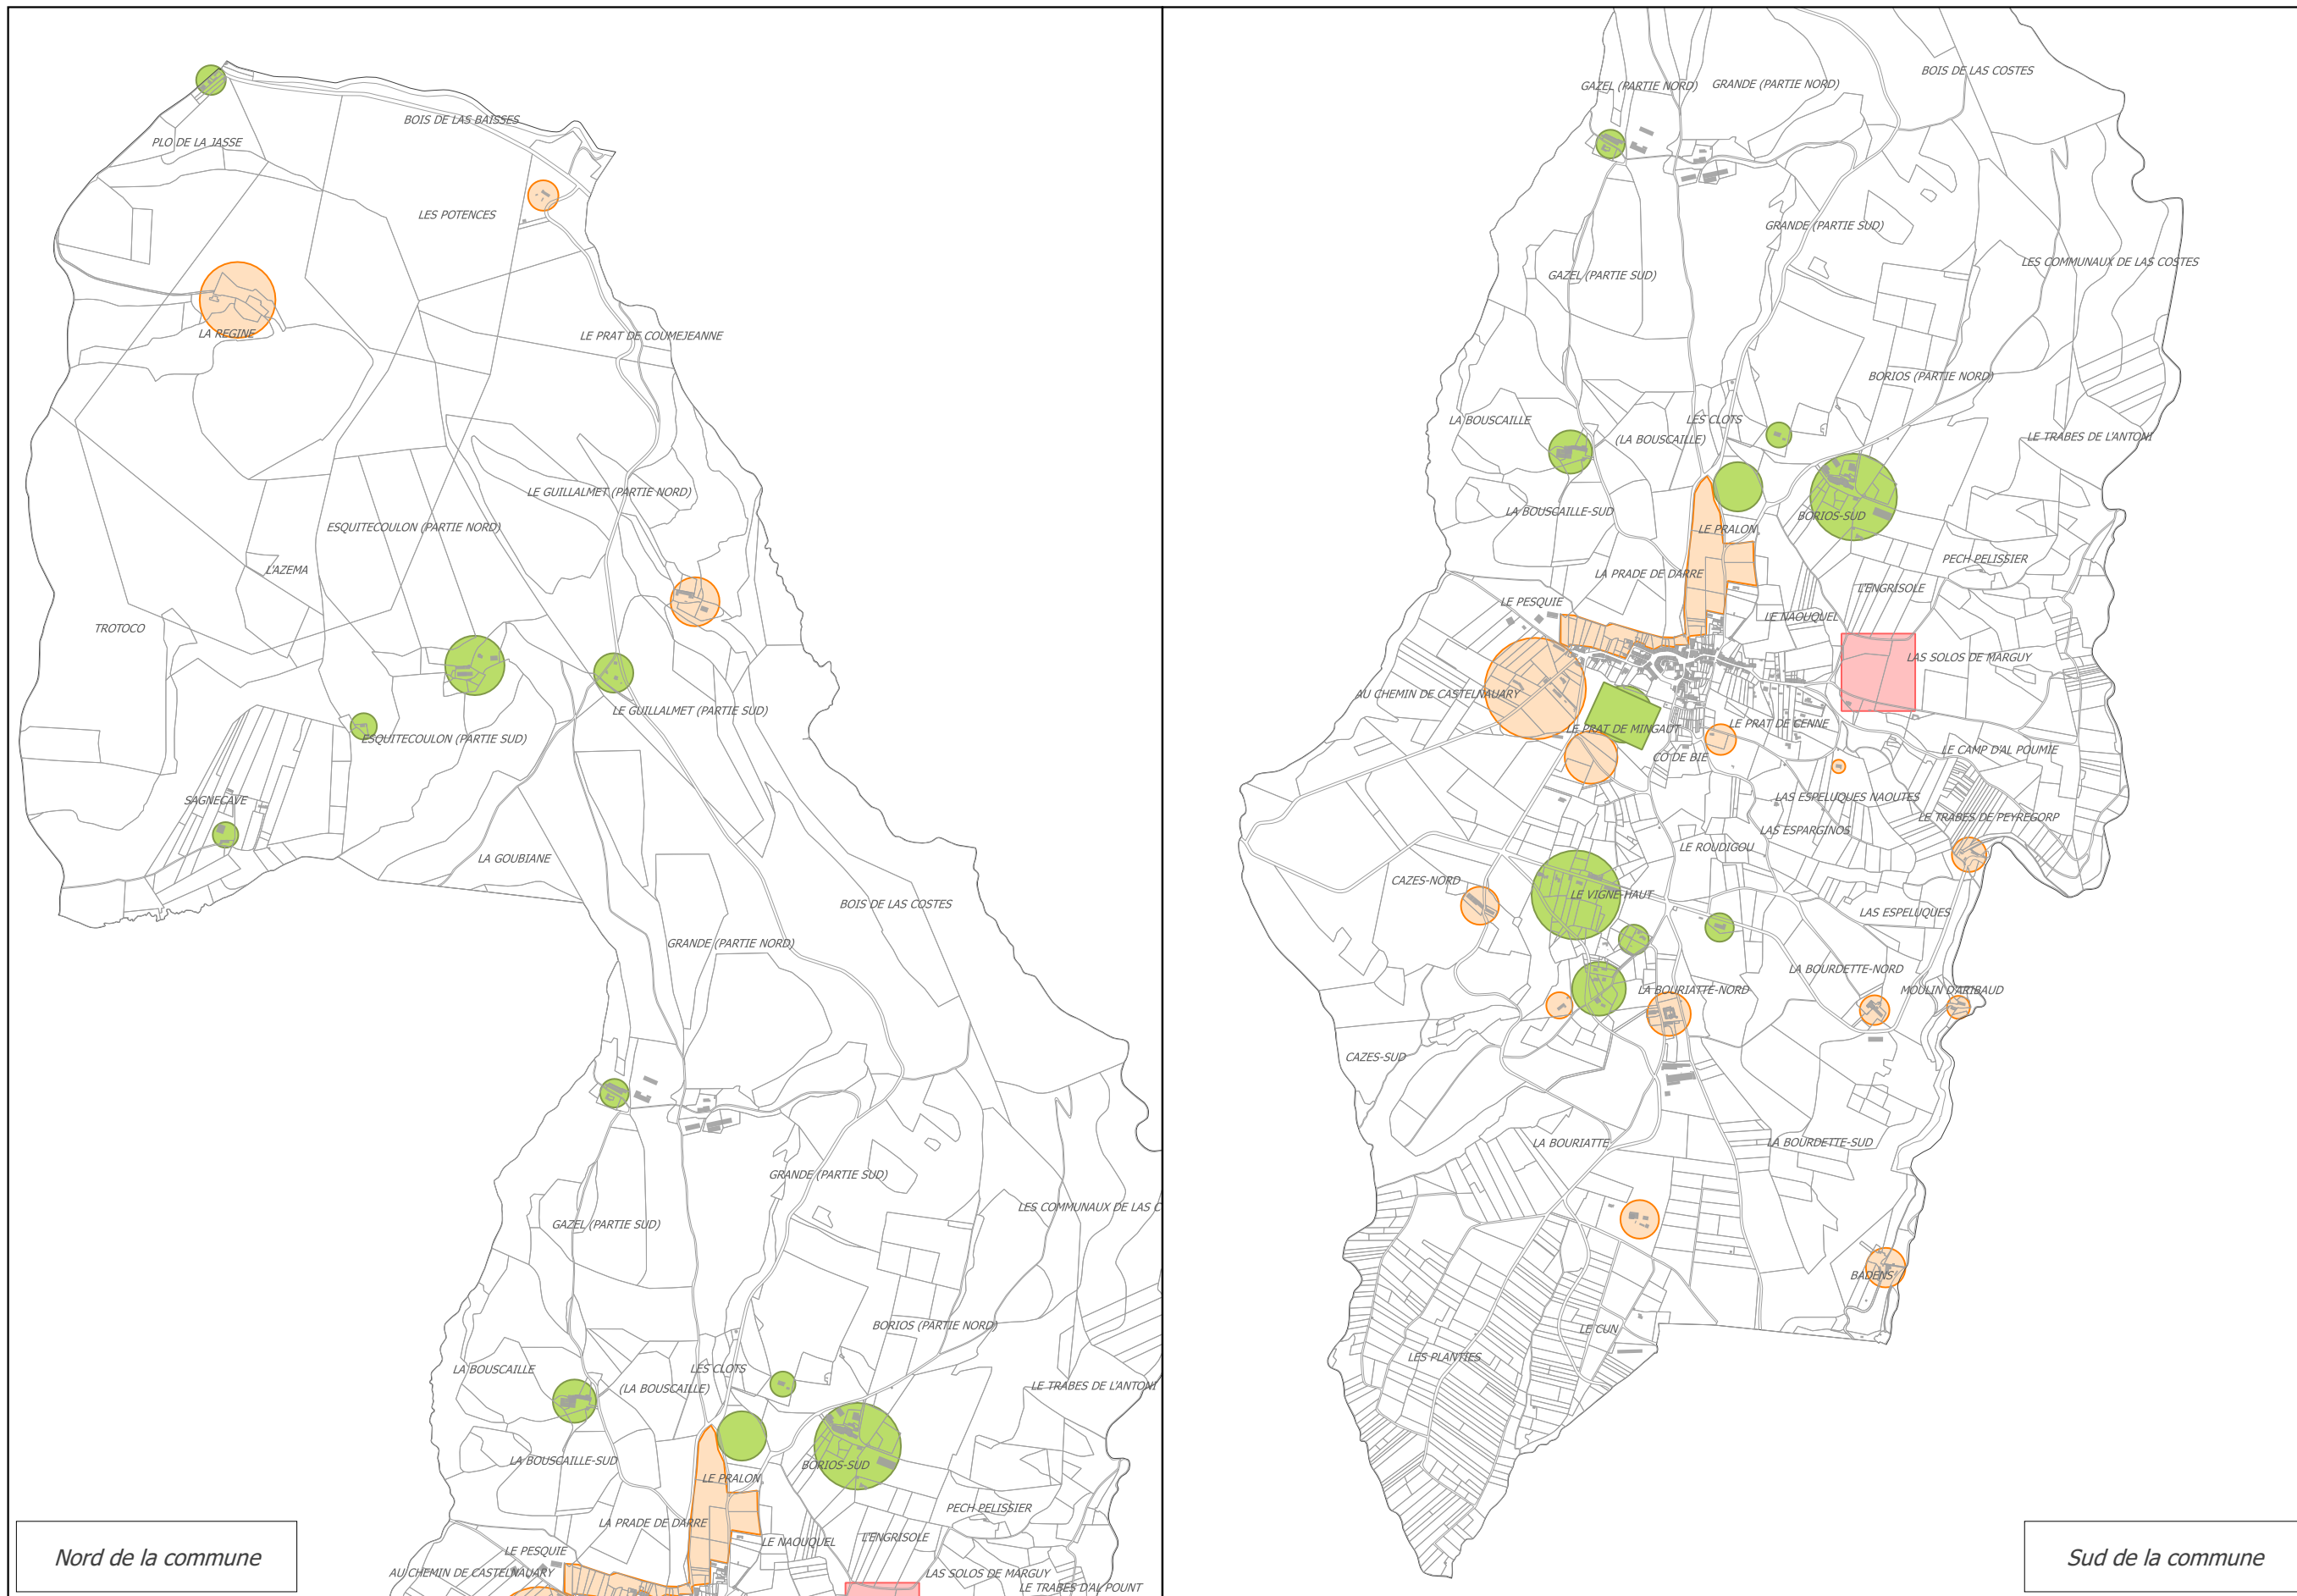 PLO DE LA JASSE
BOIS DE LAS BAÏSSES
LES POTENCES
LA REGINE
LE PRAT DE COUMEJEANNE
LE GUILLALMET (PARTIE NORD)
ESQUITECOULON (PARTIE NORD)
L'AZEMA
TROTOCO
LE GUILLALMET (PARTIE SUD)
ESQUITECOULON (PARTIE SUD)
SAGNECAVE
LA GOUBIANE
BOIS DE LAS COSTES
GRANDE (PARTIE NORD)
GRANDE (PARTIE SUD)
LES COMMUNAUX DE LAS C
GAZEL (PARTIE SUD)
BORIOS (PARTIE NORD)
LA BOUSCAILLE
LES CLOTS
(LA BOUSCAILLE)
LE TRABES DE L'ANTONI
LA BOUSCAILLE-SUD
BORIOS-SUD
LE PRALON
PECH PELISSIER
LA PRADE DE DARRE
L'ENGRISOLE
LE NAOUQUEL
LE PESQUIE
AU CHEMIN DE CASTELNAUARY
LAS SOLOS DE MARGUY
LE TRABES D'AL POUNT
Nord de la commune
BOIS DE LAS COSTES
GAZEL (PARTIE NORD)
GRANDE (PARTIE NORD)
GRANDE (PARTIE SUD)
LES COMMUNAUX DE LAS COSTES
GAZEL (PARTIE SUD)
BORIOS (PARTIE NORD)
LA BOUSCAILLE
LES CLOTS
(LA BOUSCAILLE)
LE TRABES DE L'ANTONI
LA BOUSCAILLE-SUD
BORIOS-SUD
LE PRALON
PECH PELISSIER
LA PRADE DE DARRE
L'ENGRISOLE
LE PESQUIE
LE NAOUQUEL
LAS SOLOS DE MARGUY
AU CHEMIN DE CASTELNAUARY
LE PRAT DE MINGAUT
LE PRAT DE CENNE
LE CAMP D'AL POUMIE
CO DE BIE
LAS ESPELUQUES NAOUTES
LE TRABES DE PEYREGORP
LAS ESPARGINOS
LE ROUDIGOU
CAZES-NORD
LE VIGNE-HAUT
LAS ESPELUQUES
LA BOURDETTE-NORD
LA BOURIATTE-NORD
MOULIN D'ARIBAUD
CAZES-SUD
LA BOURIATTE
LA BOURDETTE-SUD
BADENS
LE CUN
LES PLANTIES
Sud de la commune